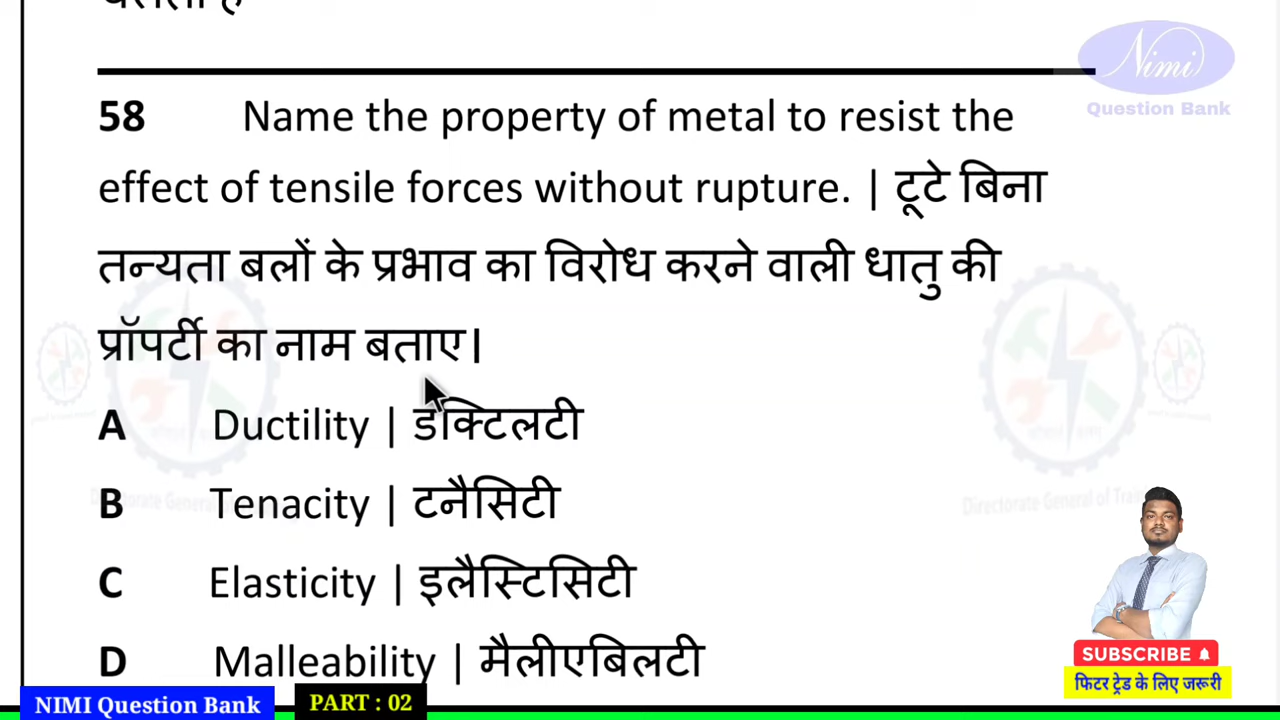 Nimi
Question Bank
58 Name the property of metal to resist the
effect of tensile forces without rupture. | टूटे बिना
तन्यता बलों के प्रभाव का विरोध करने वाली धातु की
प्रॉपर्टी का नाम बताए।
A Ductility | डक्टिलटी
B Tenacity | टनैसिटी
C Elasticity | इलैस्टिसिटी
D Malleability | मैलीएबिलटी
SUBSCRIBE
फिटर ट्रेड के लिए जरूरी
NIMI Question Bank PART : 02